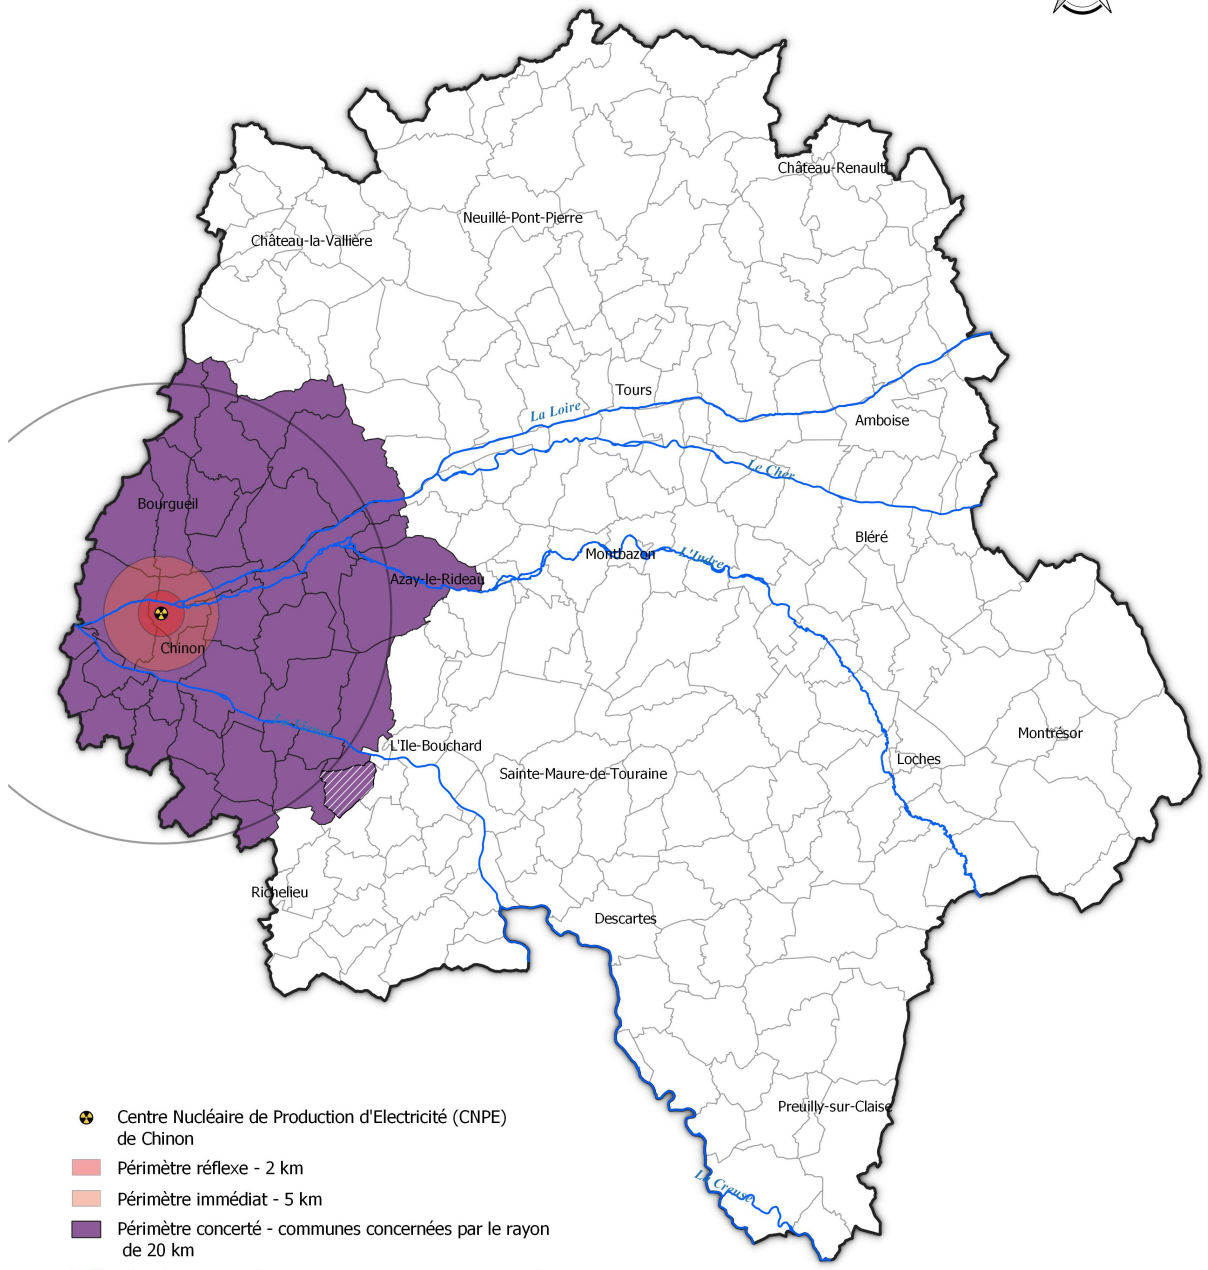 Château-Renault
Neuillé-Pont-Pierre
Château-la-Vallière
Tours
La Loire
Amboise
Le Cher
Bourgueil
Bléré
Montbazon
L'Indre
Azay-le-Rideau
Chinon
La Vienne
Montrésor
L'Ile-Bouchard
Loches
Sainte-Maure-de-Touraine
Richelieu
Descartes
Preuilly-sur-Claise
La Creuse
Centre Nucléaire de Production d'Electricité (CNPE)
de Chinon
Périmètre réflexe - 2 km
Périmètre immédiat - 5 km
Périmètre concerté - communes concernées par le rayon
de 20 km